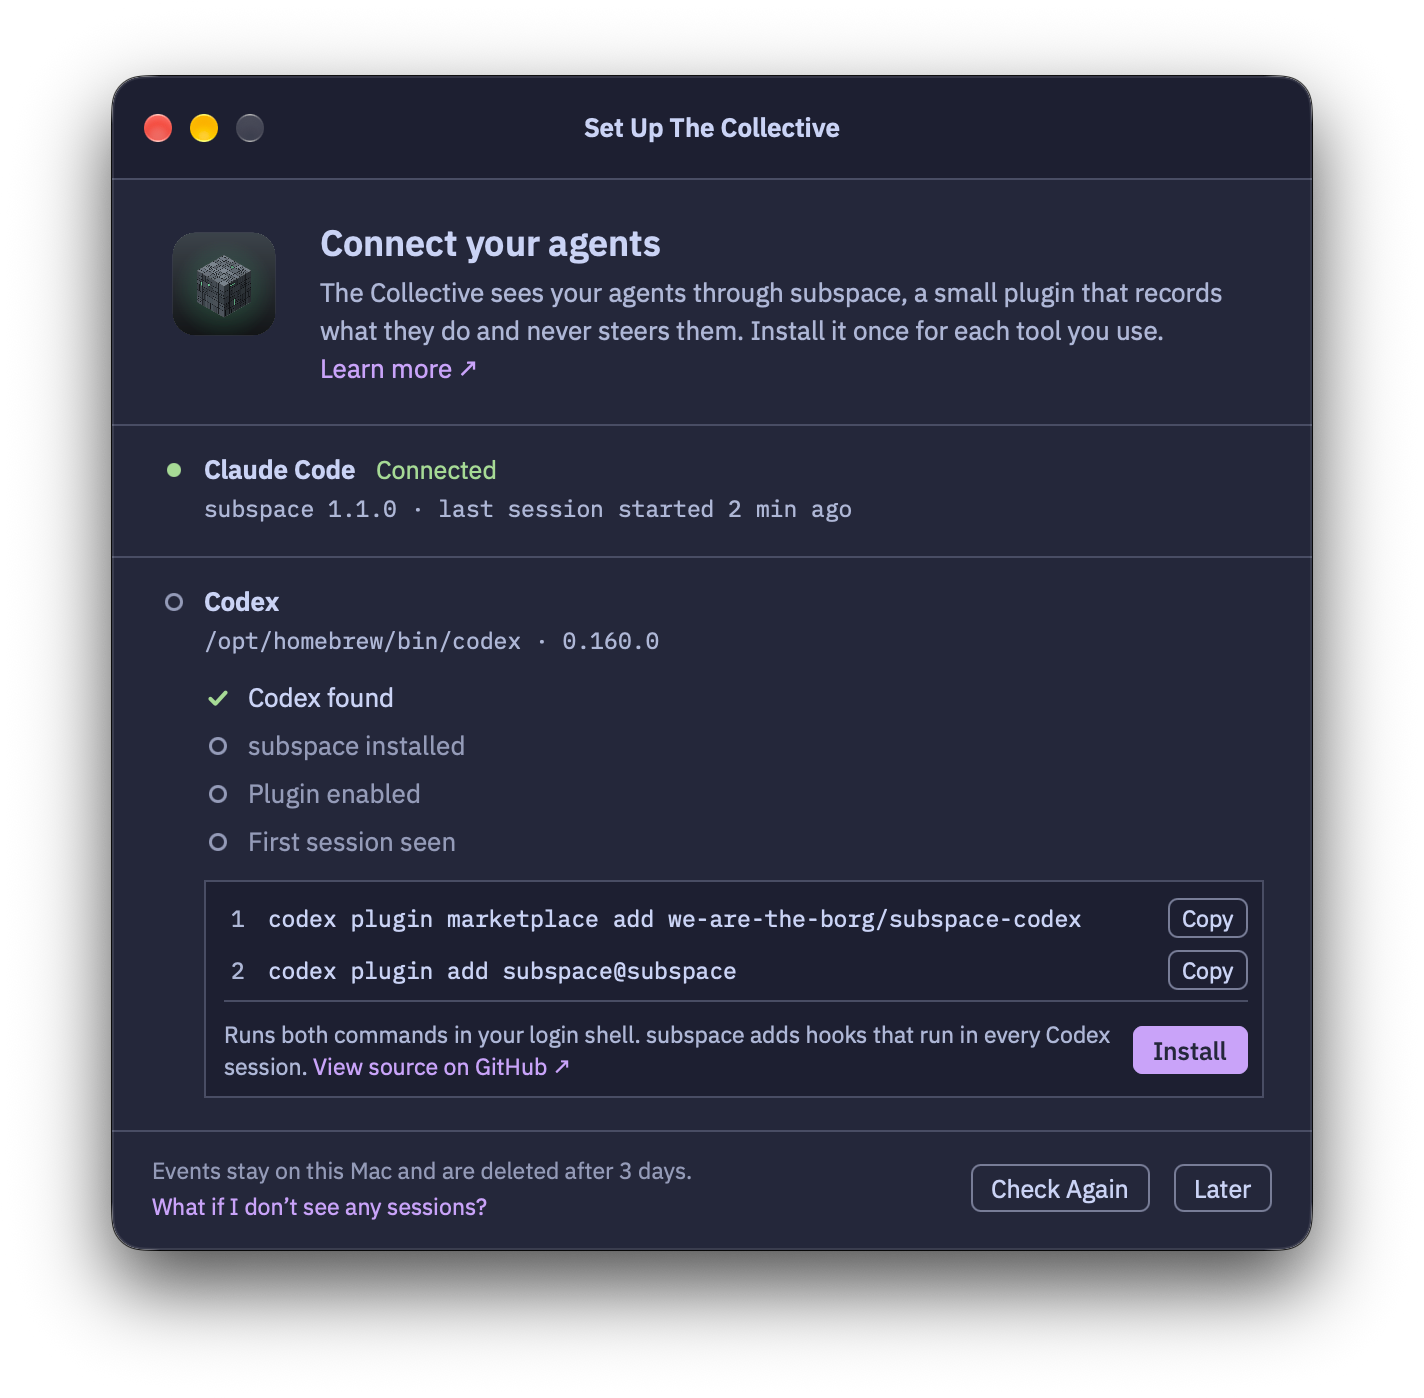 Set Up The Collective
Connect your agents
The Collective sees your agents through subspace, a small plugin that records
what they do and never steers them. Install it once for each tool you use.
Learn more ↗
Claude Code Connected
subspace 1.1.0 · last session started 2 min ago
Codex
/opt/homebrew/bin/codex · 0.160.0
Codex found
subspace installed
Plugin enabled
First session seen
1 codex plugin marketplace add we-are-the-borg/subspace-codex Copy
2 codex plugin add subspace@subspace Copy
Runs both commands in your login shell. subspace adds hooks that run in every Codex
session. View source on GitHub ↗
Install
Events stay on this Mac and are deleted after 3 days.
What if I don’t see any sessions?
Check Again Later